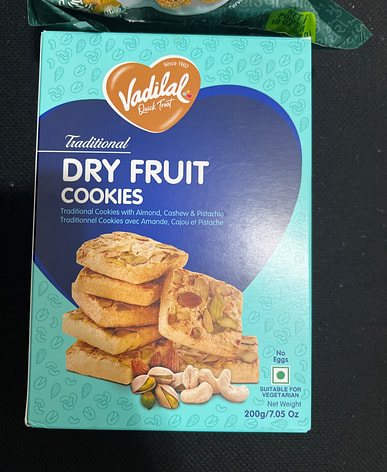 Since 1907
Vadilal
Quick Treat
Traditional
DRY FRUIT
COOKIES
Traditional Cookies with Almond, Cashew & Pistachio
Traditionnel Cookies avec Amande, Cajou et Pistache
No
Eggs
SUITABLE FOR
VEGETARIAN
Net Weight
200g/7.05 Oz